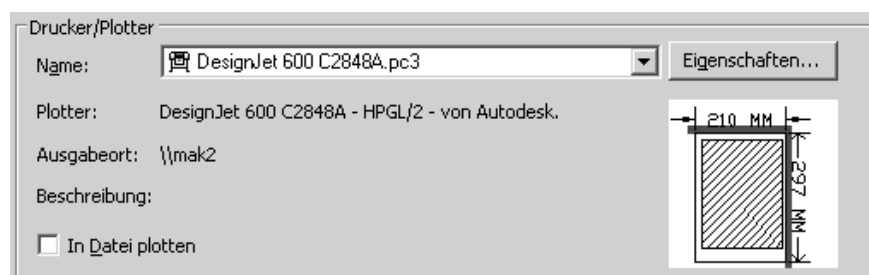 Drucker/Plotter
Name: DesignJet 600 C2848A.pc3 Eigenschaften...
Plotter: DesignJet 600 C2848A - HPGL/2 - von Autodesk.
210 MM
Ausgabeort: \\mak2
297 MM
Beschreibung:
In Datei plotten